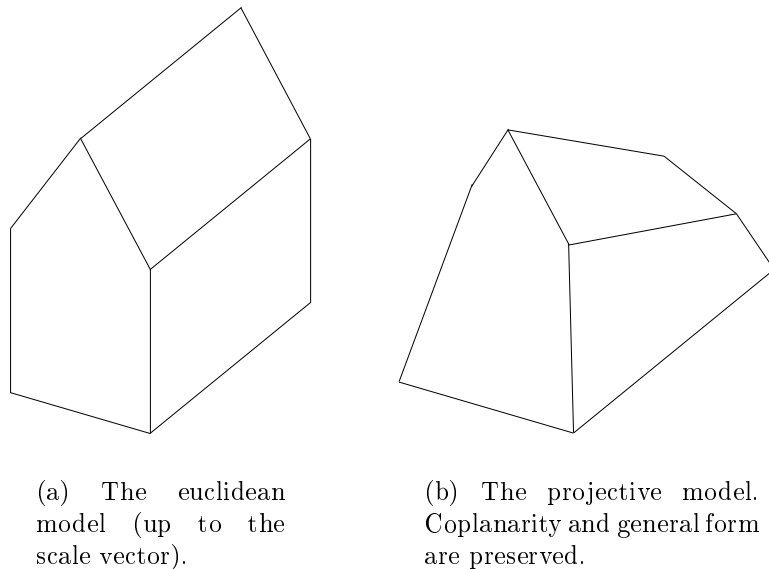 (a) The euclidean
model (up to the
scale vector).
(b) The projective model.
Coplanarity and general form
are preserved.